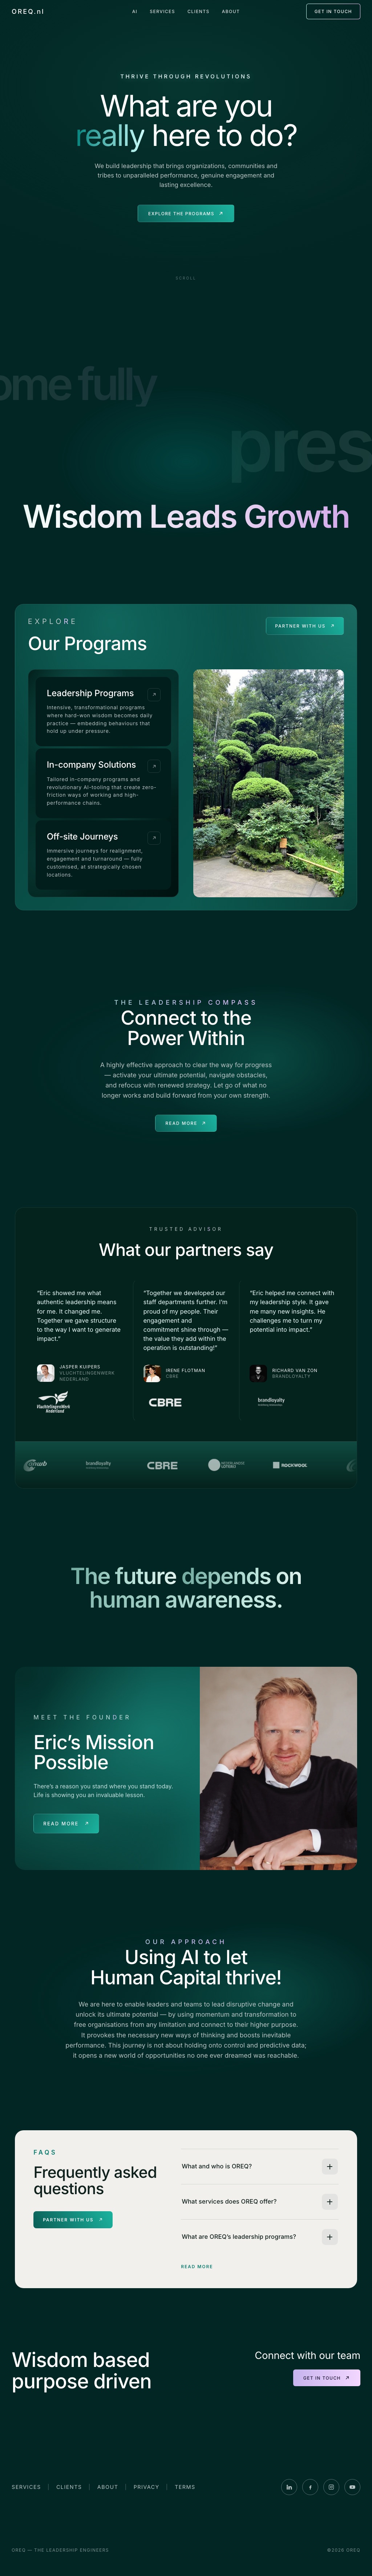 OREQ.nl
AI SERVICES CLIENTS ABOUT
GET IN TOUCH
THRIVE THROUGH REVOLUTIONS
What are you
really here to do?
We build leadership that brings organizations, communities and
tribes to unparalleled performance, genuine engagement and
lasting excellence.
EXPLORE THE PROGRAMS
SCROLL
ome fully
pres
Wisdom Leads Growth
EXPLORE
Our Programs
PARTNER WITH US
Leadership Programs
Intensive, transformational programs
where hard-won wisdom becomes daily
practice — embedding behaviours that
hold up under pressure.
In-company Solutions
Tailored in-company programs and
revolutionary AI-tooling that create zero-
friction ways of working and high-
performance chains.
Off-site Journeys
Immersive journeys for realignment,
engagement and turnaround — fully
customised, at strategically chosen
locations.
THE LEADERSHIP COMPASS
Connect to the
Power Within
A highly effective approach to clear the way for progress
— activate your ultimate potential, navigate obstacles,
and refocus with renewed strategy. Let go of what no
longer works and build forward from your own strength.
READ MORE
TRUSTED ADVISOR
What our partners say
“Eric showed me what
authentic leadership means
for me. It had impact.
Together we gave structure
to the way I want to generate
impact.”
JASPER KUIPERS
VLUCHTELINGENWERK
NEDERLAND
VluchtelingenWerk
Nederland
“Together we developed our
staff departments further. I’m
proud of my people. Their
engagement and
commitment shine through —
the value they add within the
operation is outstanding!”
IRENE FLOTMAN
CBRE
CBRE
“Eric helped me connect with
my leadership style. It gave
me many new insights. He
challenges me to turn my
potential into impact.”
RICHARD VAN ZON
BRANDLOYALTY
brandloyalty
brandloyalty
CBRE
NEDERLANDSE
LOTERIJ
ROCKWOOL
The future depends on
human awareness.
MEET THE FOUNDER
Eric’s Mission
Possible
There’s a reason you stand where you stand today.
Life is showing you an invaluable lesson.
READ MORE
OUR APPROACH
Using AI to let
Human Capital thrive!
We are here to enable leaders and teams to lead disruptive change and
unlock its ultimate potential — by using momentum and transformation to
free organisations from any limitation and connect to their higher purpose.
It provokes the necessary new ways of thinking and boosts inevitable
performance. This journey is not about holding onto control and predictive data;
it opens a new world of opportunities no one ever dreamed was reachable.
FAQS
Frequently asked
questions
PARTNER WITH US
What and who is OREQ?
What services does OREQ offer?
What are OREQ’s leadership programs?
READ MORE
Wisdom based
purpose driven
Connect with our team
GET IN TOUCH
SERVICES CLIENTS ABOUT PRIVACY TERMS
OREQ — THE LEADERSHIP ENGINEERS
©2026 OREQ